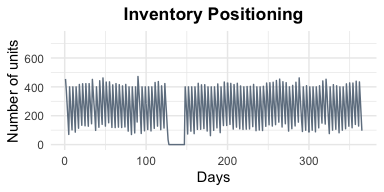 Inventory Positioning
Number of units
600
400
200
0
0 100 200 300
Days